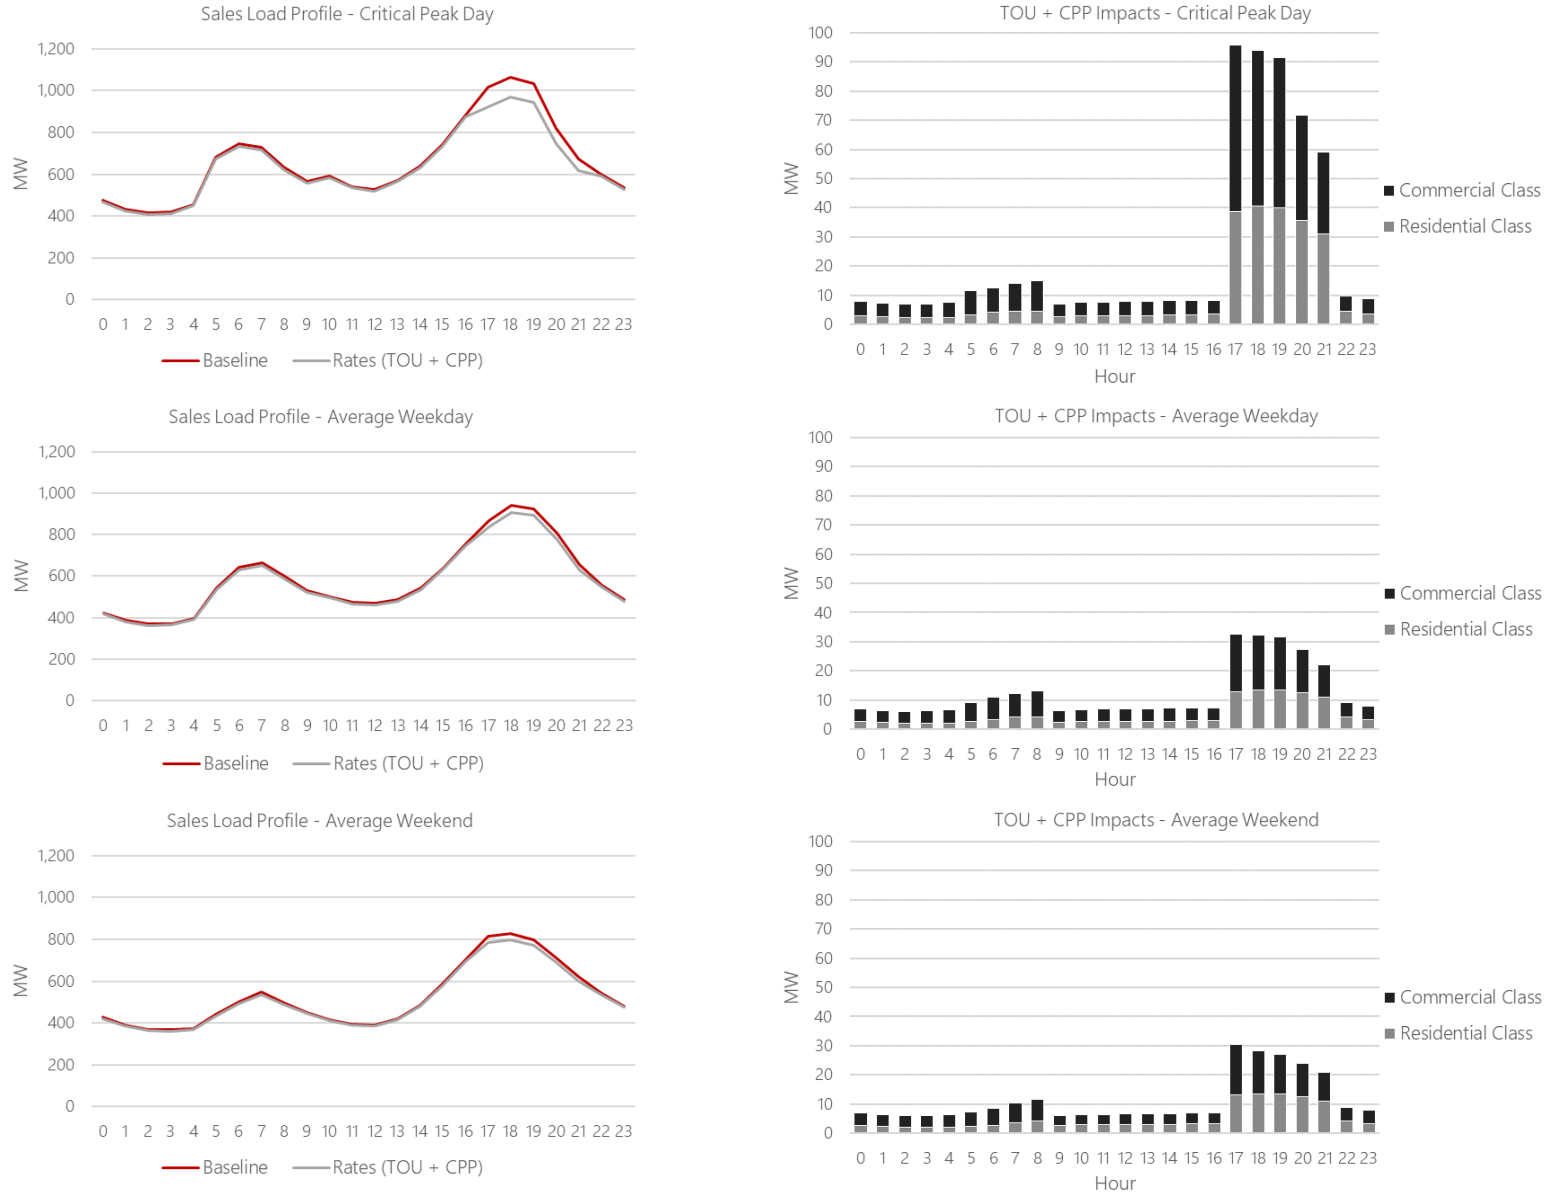 Sales Load Profile - Critical Peak Day
1,200
1,000
800
600
400
200
0
MW
0 1 2 3 4 5 6 7 8 9 10 11 12 13 14 15 16 17 18 19 20 21 22 23
Baseline Rates (TOU + CPP)
TOU + CPP Impacts - Critical Peak Day
100
90
80
70
60
50
40
30
20
10
0
MW
0 1 2 3 4 5 6 7 8 9 10 11 12 13 14 15 16 17 18 19 20 21 22 23
Hour
Commercial Class
Residential Class
Sales Load Profile - Average Weekday
1,200
1,000
800
600
400
200
0
MW
0 1 2 3 4 5 6 7 8 9 10 11 12 13 14 15 16 17 18 19 20 21 22 23
Baseline Rates (TOU + CPP)
TOU + CPP Impacts - Average Weekday
100
90
80
70
60
50
40
30
20
10
0
MW
0 1 2 3 4 5 6 7 8 9 10 11 12 13 14 15 16 17 18 19 20 21 22 23
Hour
Commercial Class
Residential Class
Sales Load Profile - Average Weekend
1,200
1,000
800
600
400
200
0
MW
0 1 2 3 4 5 6 7 8 9 10 11 12 13 14 15 16 17 18 19 20 21 22 23
Baseline Rates (TOU + CPP)
TOU + CPP Impacts - Average Weekend
100
90
80
70
60
50
40
30
20
10
0
MW
0 1 2 3 4 5 6 7 8 9 10 11 12 13 14 15 16 17 18 19 20 21 22 23
Hour
Commercial Class
Residential Class